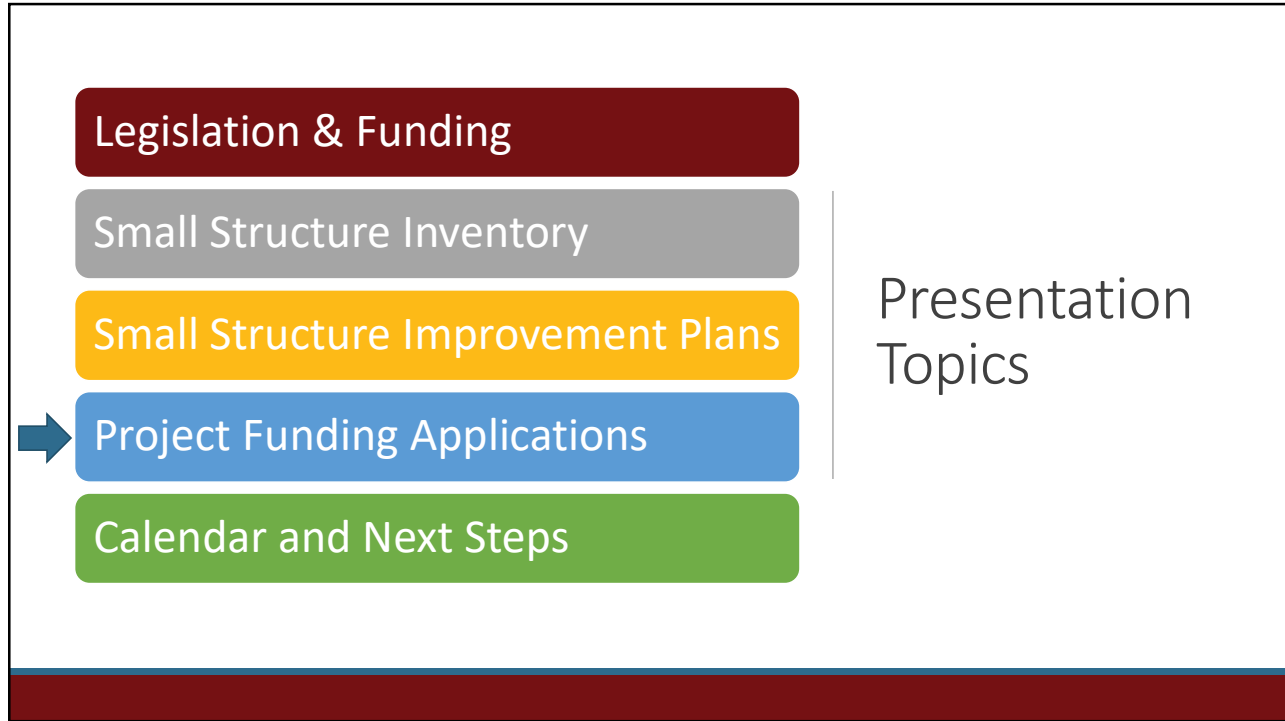 Legislation & Funding
Small Structure Inventory
Small Structure Improvement Plans
Project Funding Applications
Calendar and Next Steps
Presentation
Topics